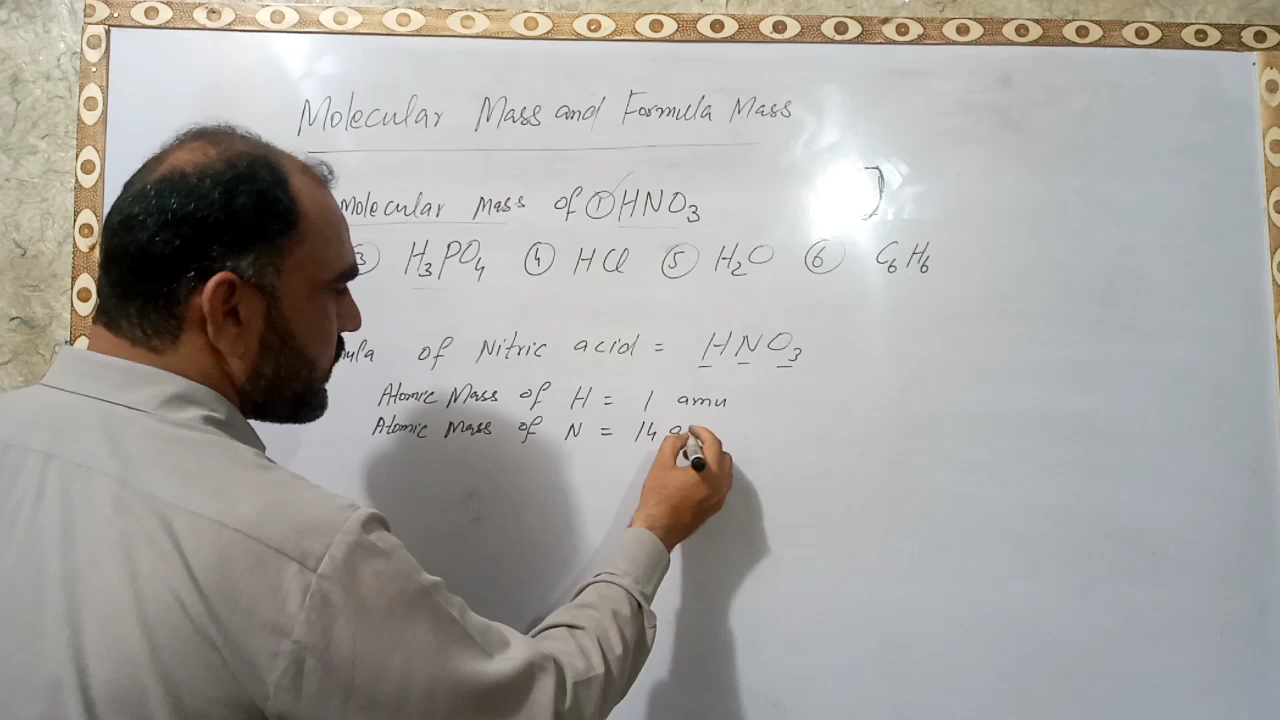 Molecular Mass and Formula Mass
Molecular Mass of ① HNO₃
③ H₃PO₄ ④ HCl ⑤ H₂O ⑥ C₆H₆
of Nitric acid = HNO₃
Atomic Mass of H = 1 amu
Atomic Mass of N = 14 a